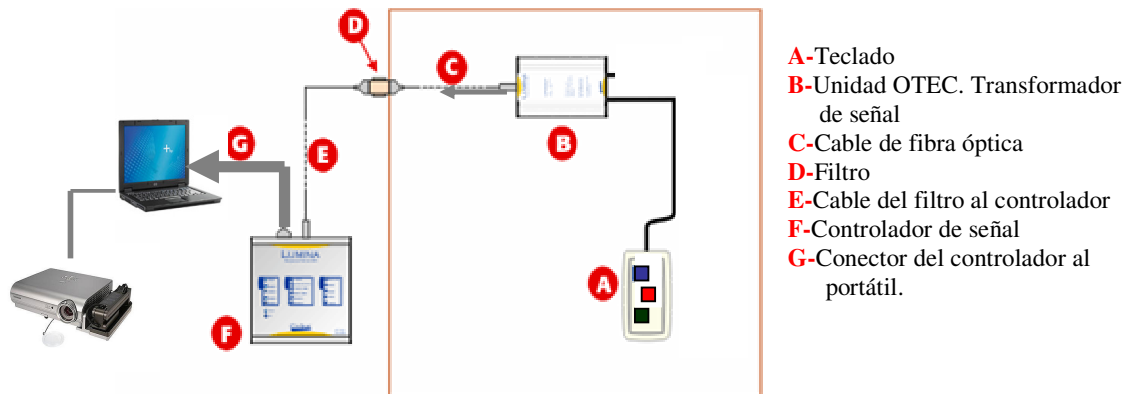 D
C
B
G
E
F
A
LUMINA
LUMINA
A-Teclado
B-Unidad OTEC. Transformador
de señal
C-Cable de fibra óptica
D-Filtro
E-Cable del filtro al controlador
F-Controlador de señal
G-Conector del controlador al
portátil.